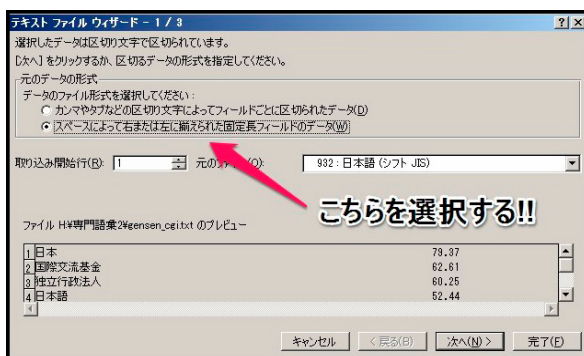 テキスト ファイル ウィザード - 1 / 3
選択したデータは区切り文字で区切られています。
[次へ] をクリックするか、区切るデータの形式を指定してください。
元のデータの形式
データのファイル形式を選択してください:
カンマやタブなどの区切り文字によってフィールドごとに区切られたデータ(D)
スペースによって右または左に揃えられた固定長フィールドのデータ(W)
取り込み開始行(R): 1 元のファイル(O): 932 : 日本語 (シフト JIS)
こちらを選択する!!
ファイル H:¥専門語彙2¥gensen_cgi.txt のプレビュー
1 日本 79.37
2 国際交流基金 62.61
3 独立行政法人 60.25
4 日本語 52.44
キャンセル < 戻る(B) 次へ(N) > 完了(F)